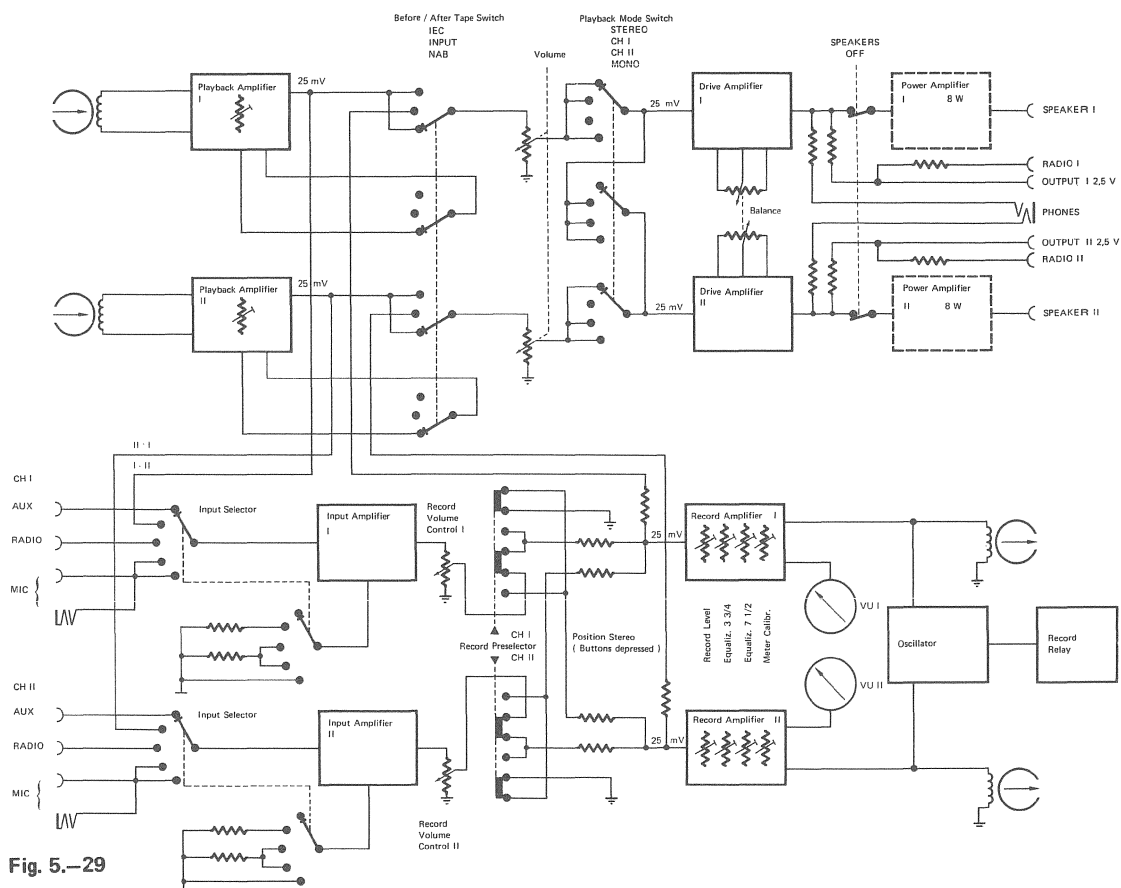 Before / After Tape Switch
IEC
INPUT
NAB
Playback Mode Switch
STEREO
CH I
CH II
MONO
Volume
SPEAKERS
OFF
Playback Amplifier
I
25 mV
25 mV
Drive Amplifier
I
Power Amplifier
I 8 W
SPEAKER I
RADIO I
OUTPUT I 2,5 V
PHONES
Balance
OUTPUT II 2,5 V
RADIO II
Playback Amplifier
II
25 mV
25 mV
Drive Amplifier
II
Power Amplifier
II 8 W
SPEAKER II
II - I
I - II
CH I
AUX
RADIO
MIC {
Input Selector
Input Amplifier
I
Record
Volume
Control I
25 mV
Record Amplifier I
Record Level
Equaliz. 3 3/4
Equaliz. 7 1/2
Meter Calibr.
VU I
CH I
Record Preselector
CH II
Position Stereo
( Buttons depressed )
Oscillator
Record
Relay
VU II
CH II
AUX
RADIO
MIC {
Input Selector
Input Amplifier
II
25 mV
Record Amplifier II
Record
Volume
Control II
Fig. 5.—29